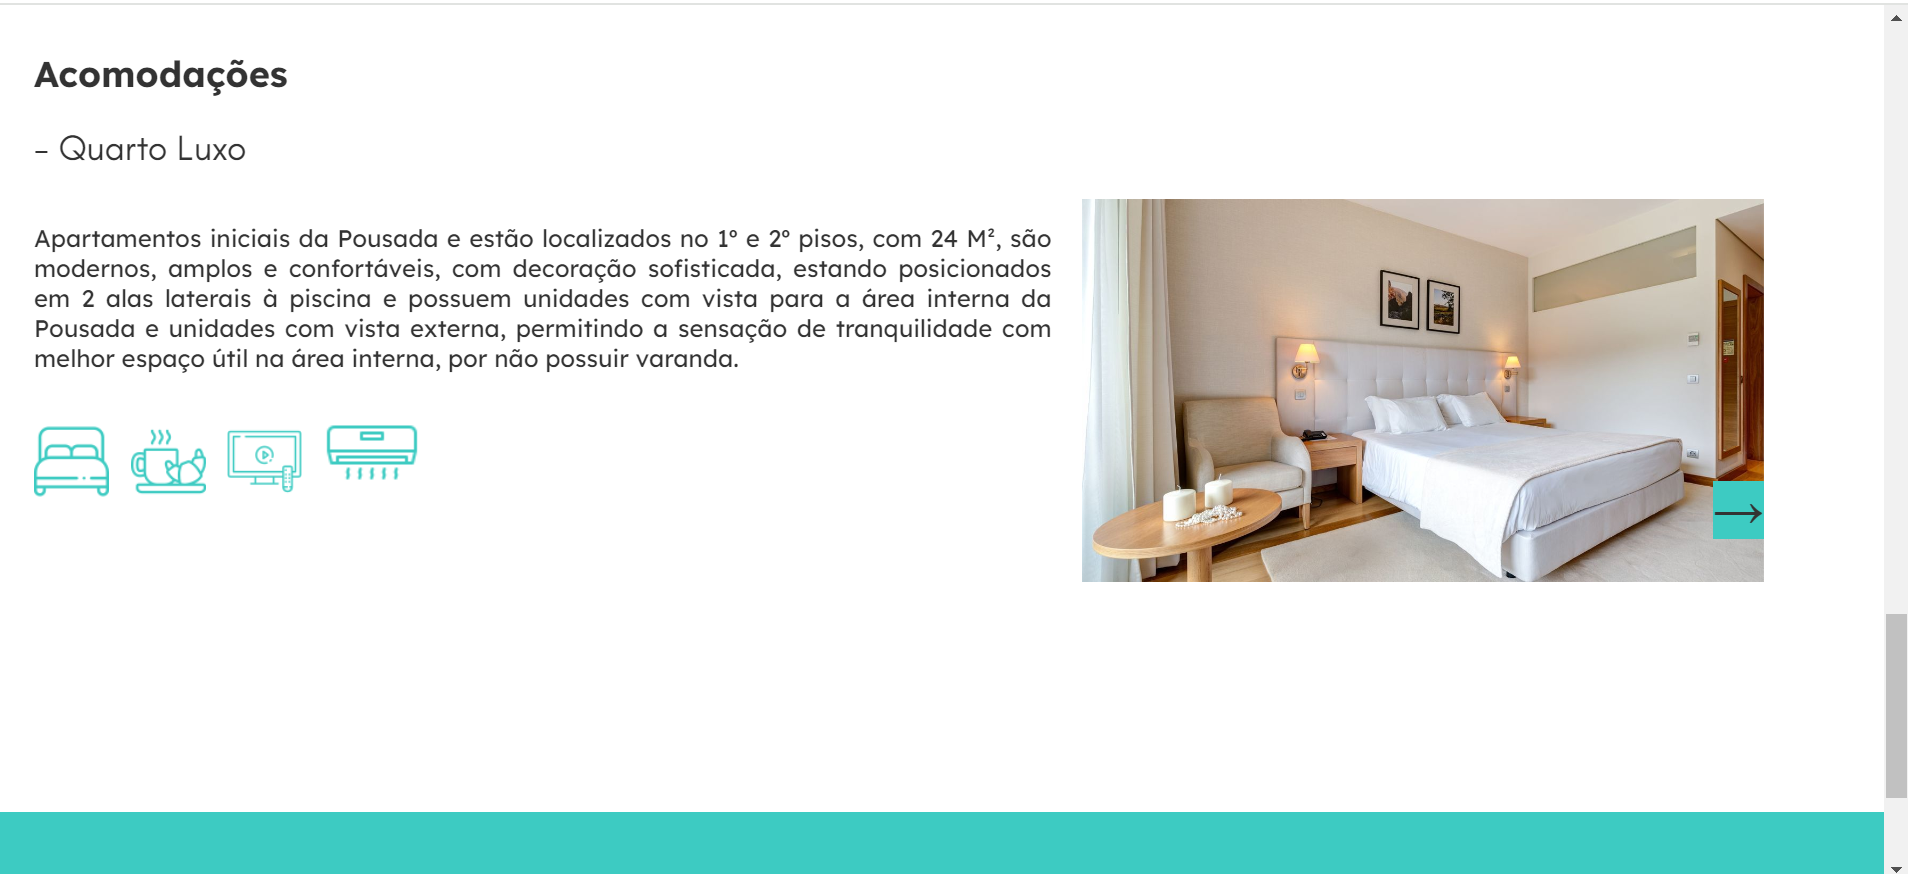 Acomodações
– Quarto Luxo
Apartamentos iniciais da Pousada e estão localizados no 1º e 2º pisos, com 24 M², são
modernos, amplos e confortáveis, com decoração sofisticada, estando posicionados
em 2 alas laterais à piscina e possuem unidades com vista para a área interna da
Pousada e unidades com vista externa, permitindo a sensação de tranquilidade com
melhor espaço útil na área interna, por não possuir varanda.